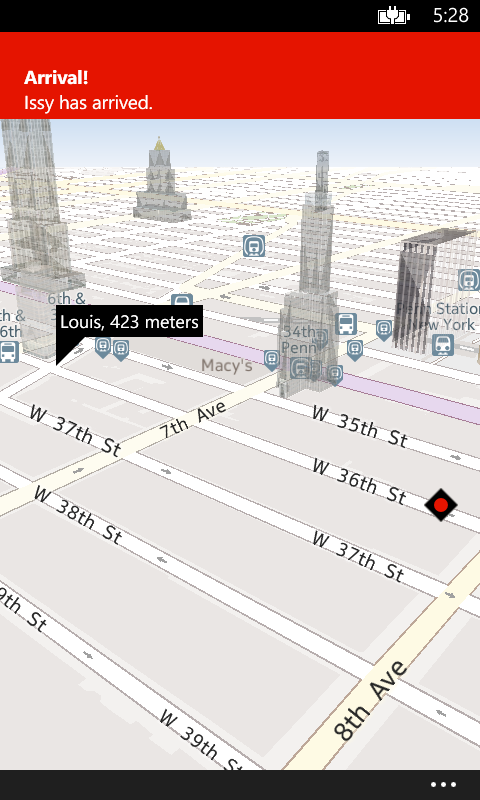 5:28
Arrival!
Issy has arrived.
6th &
Louis, 423 meters
th &
6th
Station
w York
34th
Penn
Macy's
7th Ave
W 35th St
W 37th St
W 36th St
W 38th St
W 37th St
9th St
8th Ave
W 39th St